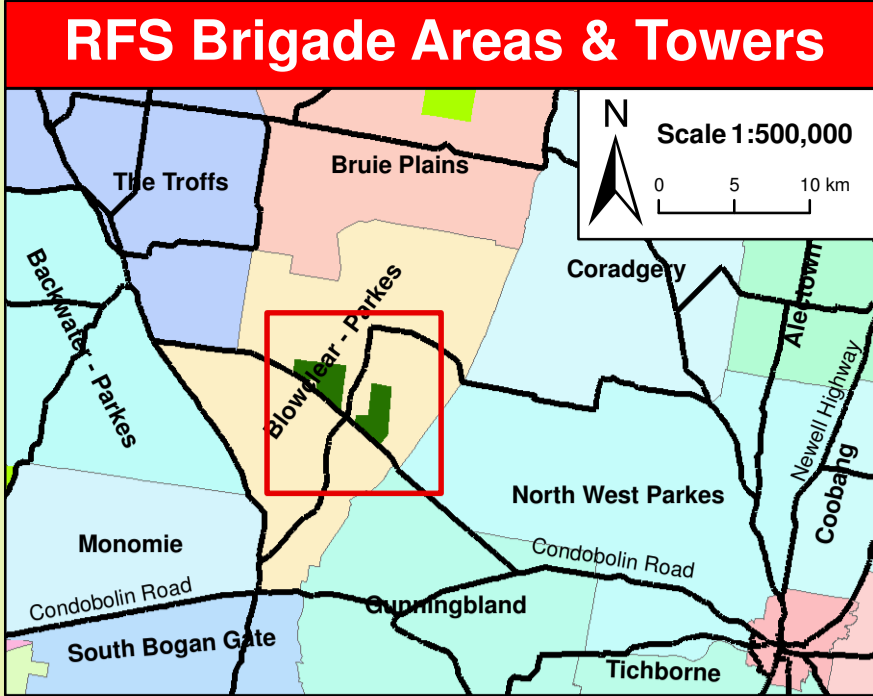 RFS Brigade Areas & Towers
N
Scale 1:500,000
0 5 10 km
Bruie Plains
The Troffs
Coradgery
Alectown
Backwater - Parkes
Blowclear - Parkes
Newell Highway
Coobang
North West Parkes
Monomie
Condobolin Road
Condobolin Road
Gunningbland
South Bogan Gate
Tichborne